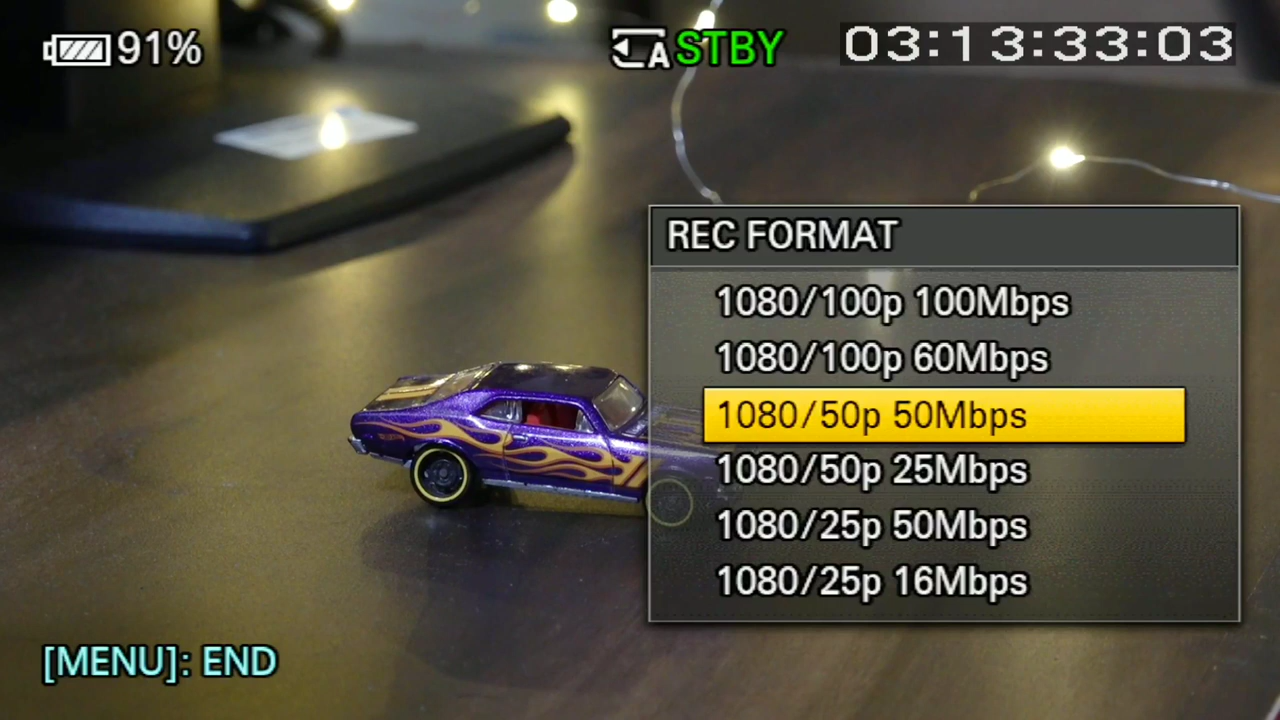 91%
A STBY
03:13:33:03
REC FORMAT
1080/100p 100Mbps
1080/100p 60Mbps
1080/50p 50Mbps
1080/50p 25Mbps
1080/25p 50Mbps
1080/25p 16Mbps
[MENU]: END